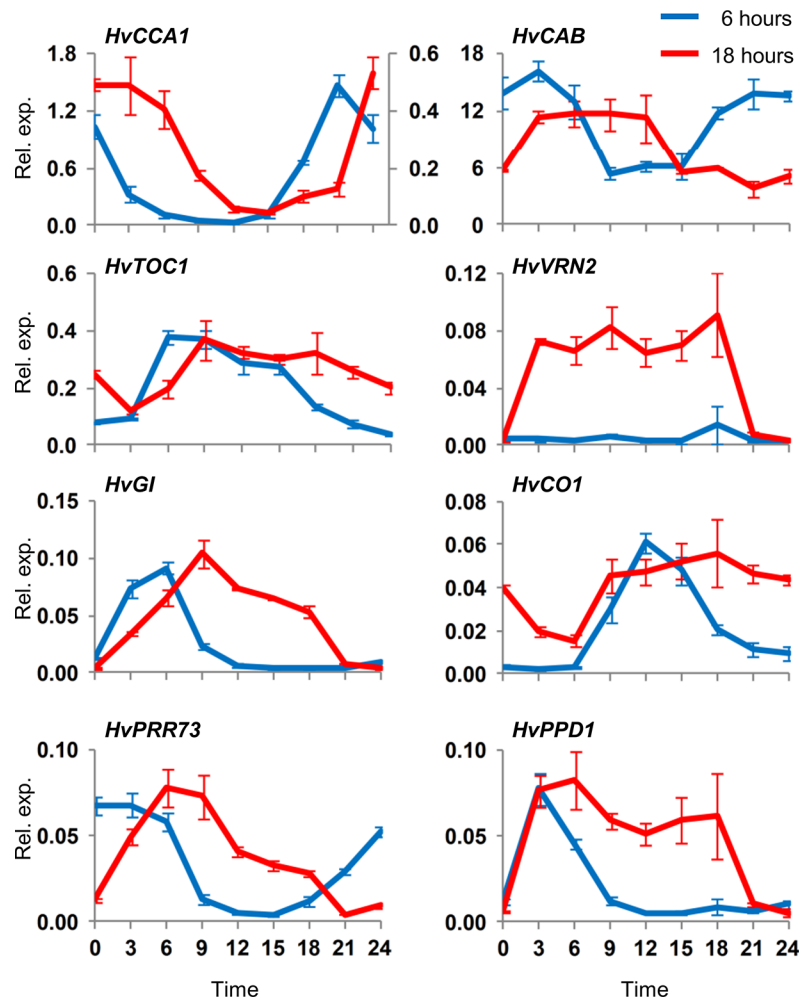 6 hours
18 hours
HvCCA1
Rel. exp.
1.8
1.2
0.6
0.0
0.6
0.4
0.2
0.0
HvCAB
18
12
6
0
HvTOC1
Rel. exp.
0.6
0.4
0.2
0.0
HvVRN2
0.12
0.08
0.04
0.00
HvGI
Rel. exp.
0.15
0.10
0.05
0.00
HvCO1
0.08
0.06
0.04
0.02
0.00
HvPRR73
Rel. exp.
0.10
0.05
0.00
0 3 6 9 12 15 18 21 24
Time
HvPPD1
0.10
0.05
0.00
0 3 6 9 12 15 18 21 24
Time